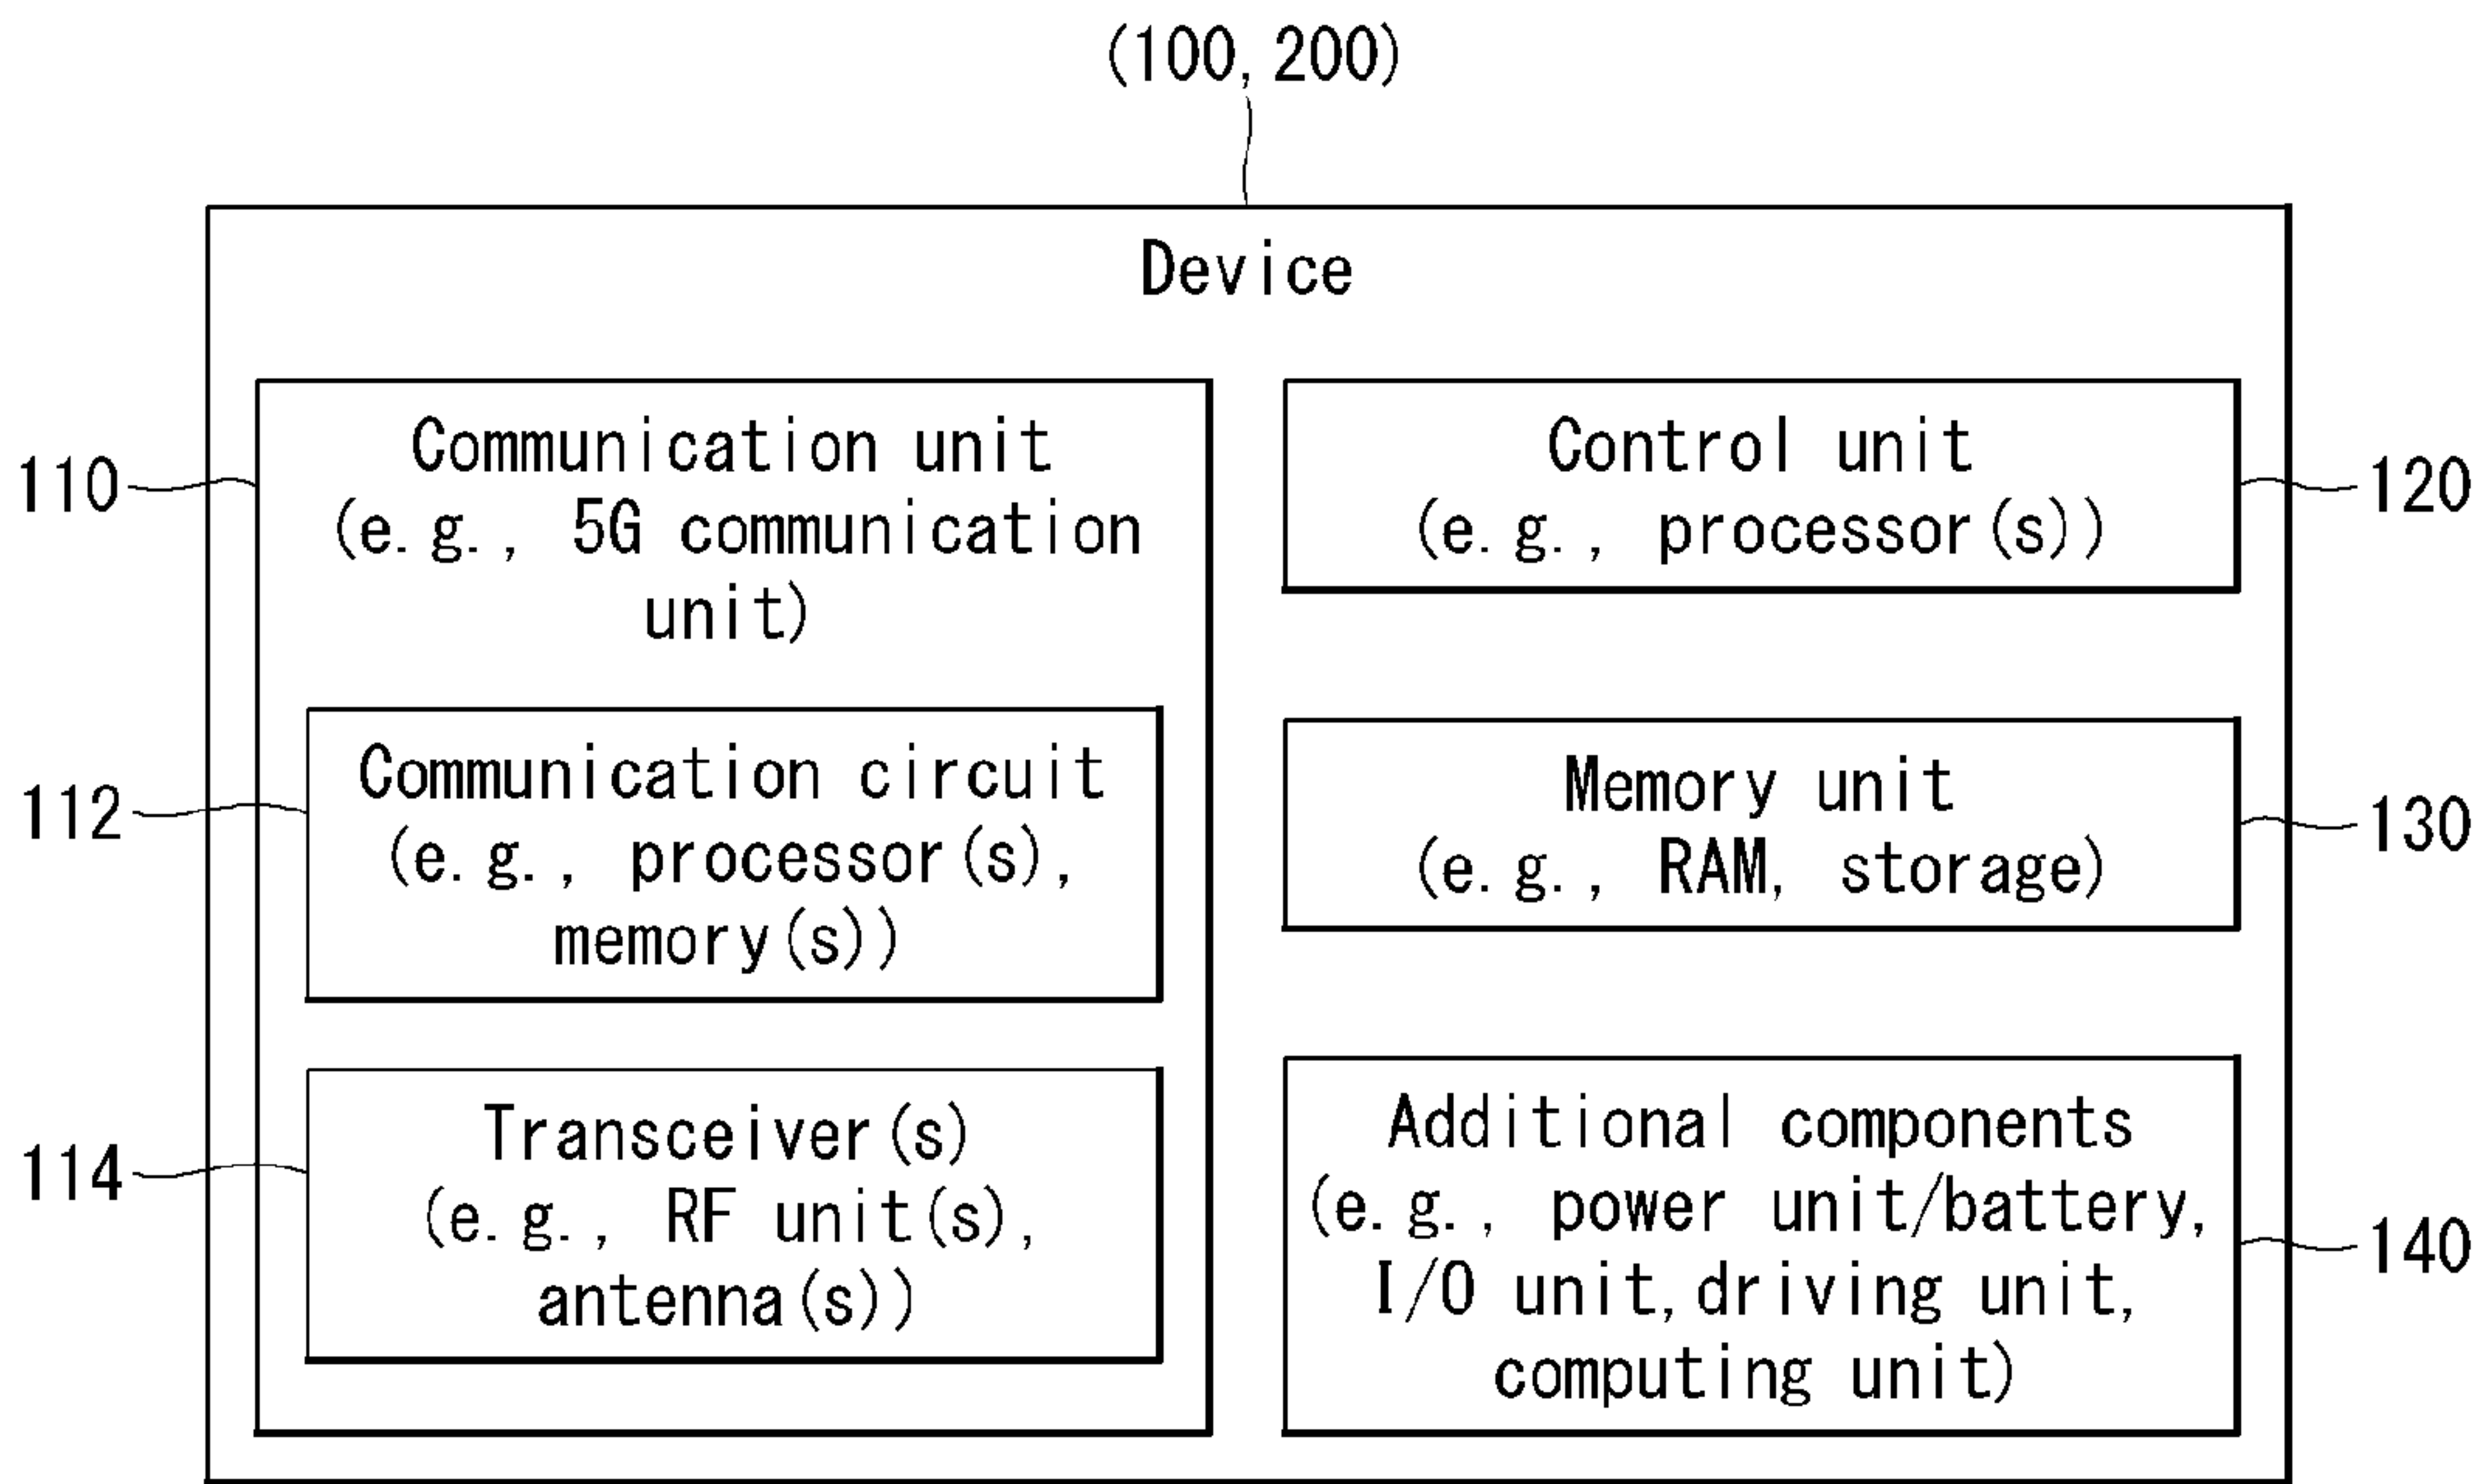 (100, 200)
Device
110
Communication unit
(e.g., 5G communication
unit)
112
Communication circuit
(e.g., processor(s),
memory(s))
114
Transceiver(s)
(e.g., RF unit(s),
antenna(s))
Control unit
(e.g., processor(s))
120
Memory unit
(e.g., RAM, storage)
130
Additional components
(e.g., power unit/battery,
I/O unit, driving unit,
computing unit)
140